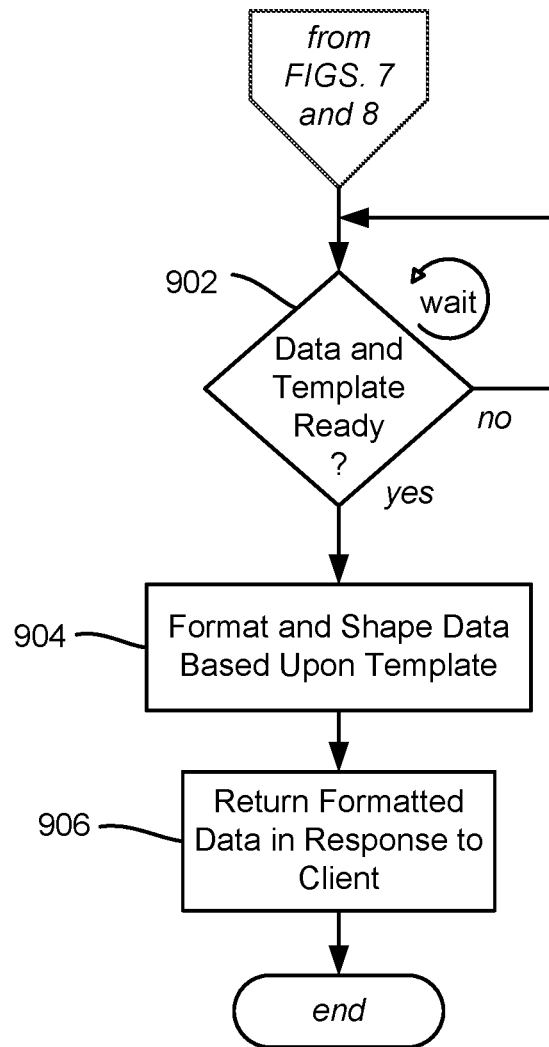 from
FIGS. 7
and 8
902
wait
Data and
Template
Ready
?
no
yes
904
Format and Shape Data
Based Upon Template
906
Return Formatted
Data in Response to
Client
end